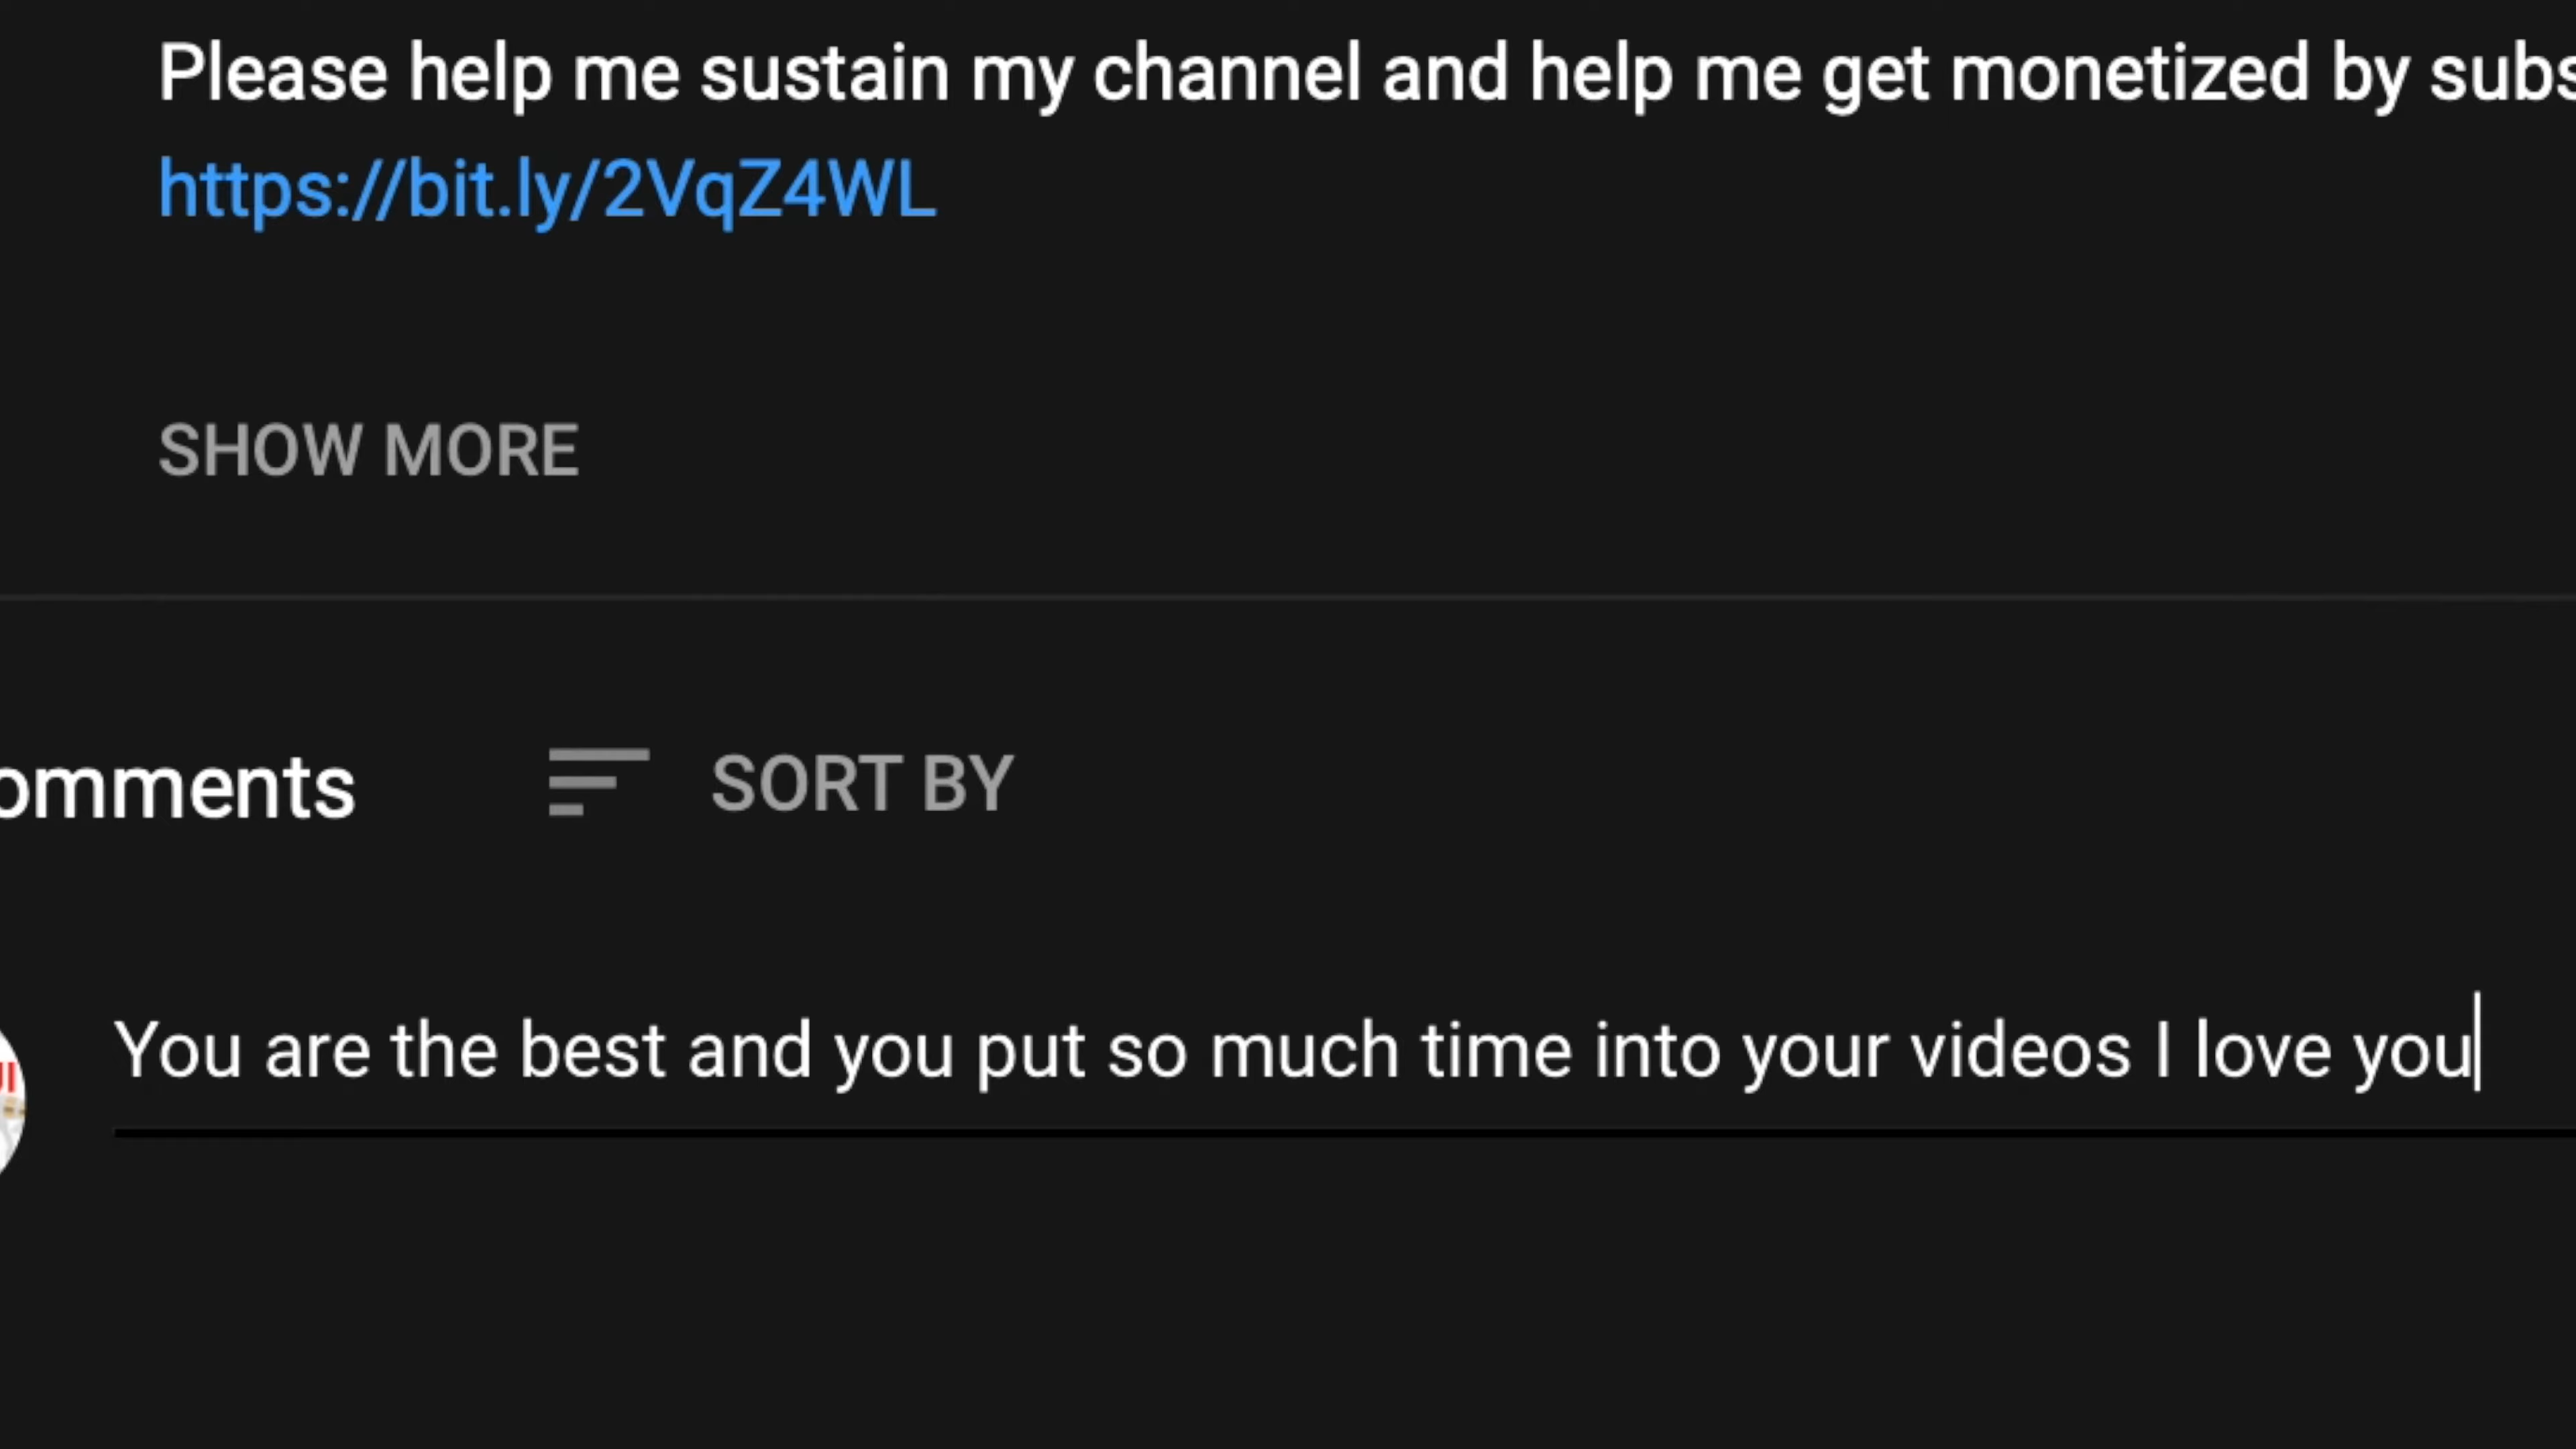 Please help me sustain my channel and help me get monetized by subs
https://bit.ly/2VqZ4WL
SHOW MORE
omments
SORT BY
You are the best and you put so much time into your videos I love you